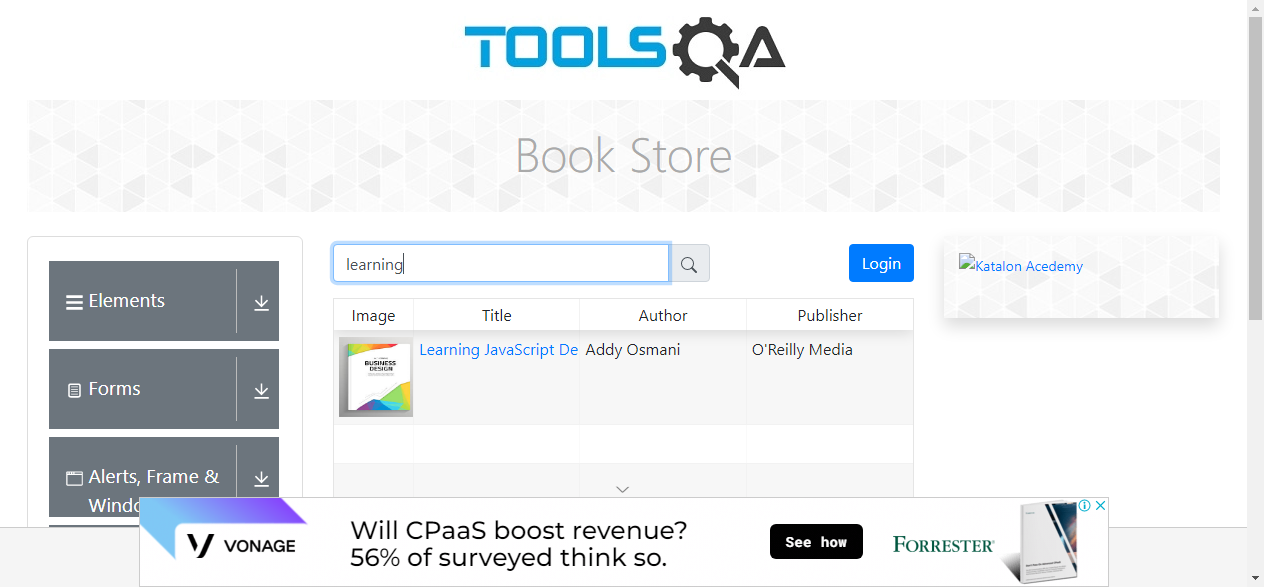 TOOLSQA
Book Store
Elements
Forms
Alerts, Frame &
learning
Login
Image Title Author Publisher
BUSINESS
DESIGN
Learning JavaScript De Addy Osmani O'Reilly Media
Katalon Acedemy
VONAGE
Will CPaaS boost revenue?
56% of surveyed think so.
See how
FORRESTER